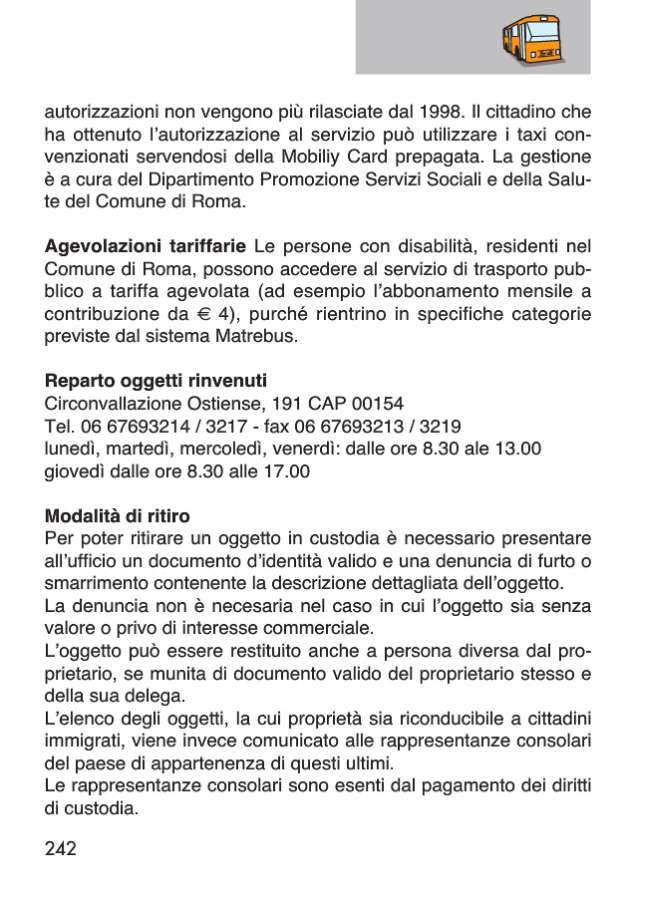 autorizzazioni non vengono più rilasciate dal 1998. Il cittadino che
ha ottenuto l'autorizzazione al servizio può utilizzare i taxi con-
venzionati servendosi della Mobiliy Card prepagata. La gestione
è a cura del Dipartimento Promozione Servizi Sociali e della Salu-
te del Comune di Roma.
Agevolazioni tariffarie Le persone con disabilità, residenti nel
Comune di Roma, possono accedere al servizio di trasporto pub-
blico a tariffa agevolata (ad esempio l'abbonamento mensile a
contribuzione da € 4), purché rientrino in specifiche categorie
previste dal sistema Matrebus.
Reparto oggetti rinvenuti
Circonvallazione Ostiense, 191 CAP 00154
Tel. 06 67693214 / 3217 - fax 06 67693213 / 3219
lunedì, martedì, mercoledì, venerdì: dalle ore 8.30 ale 13.00
giovedì dalle ore 8.30 alle 17.00
Modalità di ritiro
Per poter ritirare un oggetto in custodia è necessario presentare
all'ufficio un documento d'identità valido e una denuncia di furto o
smarrimento contenente la descrizione dettagliata dell'oggetto.
La denuncia non è necesaria nel caso in cui l'oggetto sia senza
valore o privo di interesse commerciale.
L'oggetto può essere restituito anche a persona diversa dal pro-
prietario, se munita di documento valido del proprietario stesso e
della sua delega.
L'elenco degli oggetti, la cui proprietà sia riconducibile a cittadini
immigrati, viene invece comunicato alle rappresentanze consolari
del paese di appartenenza di questi ultimi.
Le rappresentanze consolari sono esenti dal pagamento dei diritti
di custodia.
242